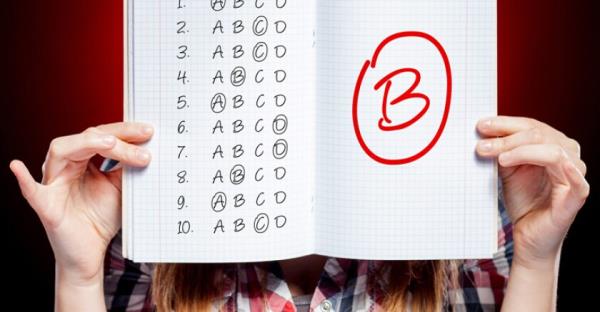 1. A B C D
2. A B C D
3. A B C D
4. A B C D
5. A B C D
6. A B C D
7. A B C D
8. A B C D
9. A B C D
10. A B C D
B